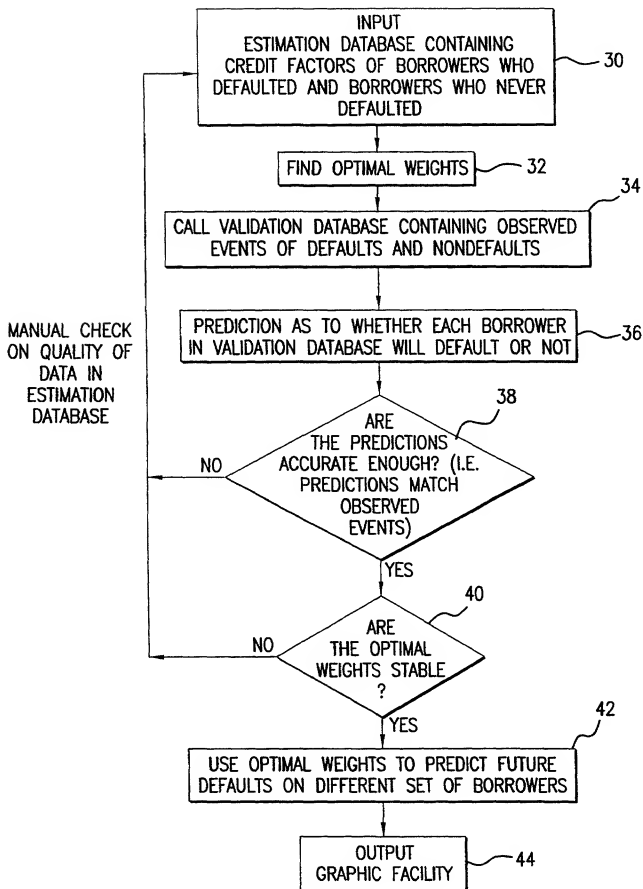 INPUT
ESTIMATION DATABASE CONTAINING
CREDIT FACTORS OF BORROWERS WHO
DEFAULTED AND BORROWERS WHO NEVER
DEFAULTED.
30
FIND OPTIMAL WEIGHTS
32
34
CALL VALIDATION DATABASE CONTAINING OBSERVED
EVENTS OF DEFAULTS AND NONDEFAULTS
PREDICTION AS TO WHETHER EACH BORROWER
IN VALIDATION DATABASE WILL DEFAULT OR NOT
36
MANUAL CHECK
ON QUALITY OF
DATA IN
ESTIMATION
DATABASE
38
ARE
THE PREDICTIONS
ACCURATE ENOUGH? (I.E.
PREDICTIONS MATCH
OBSERVED
EVENTS)
NO
YES
40
ARE
THE OPTIMAL
WEIGHTS STABLE
?
NO
YES
42
USE OPTIMAL WEIGHTS TO PREDICT FUTURE
DEFAULTS ON DIFFERENT SET OF BORROWERS
OUTPUT
GRAPHIC FACILITY
44